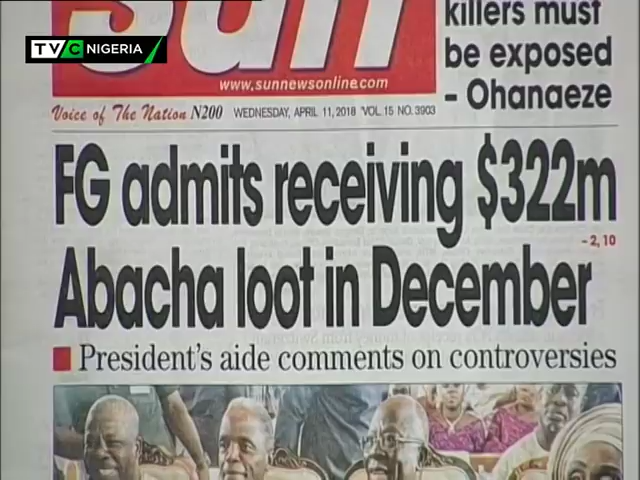 TVC NIGERIA
sun
www.sunnewsonline.com
killers must
be exposed
– Ohanaeze
Voice of The Nation N200 WEDNESDAY, APRIL 11, 2018 VOL. 15 NO. 3903
FG admits receiving $322m
Abacha loot in December
– 2, 10
President's aide comments on controversies